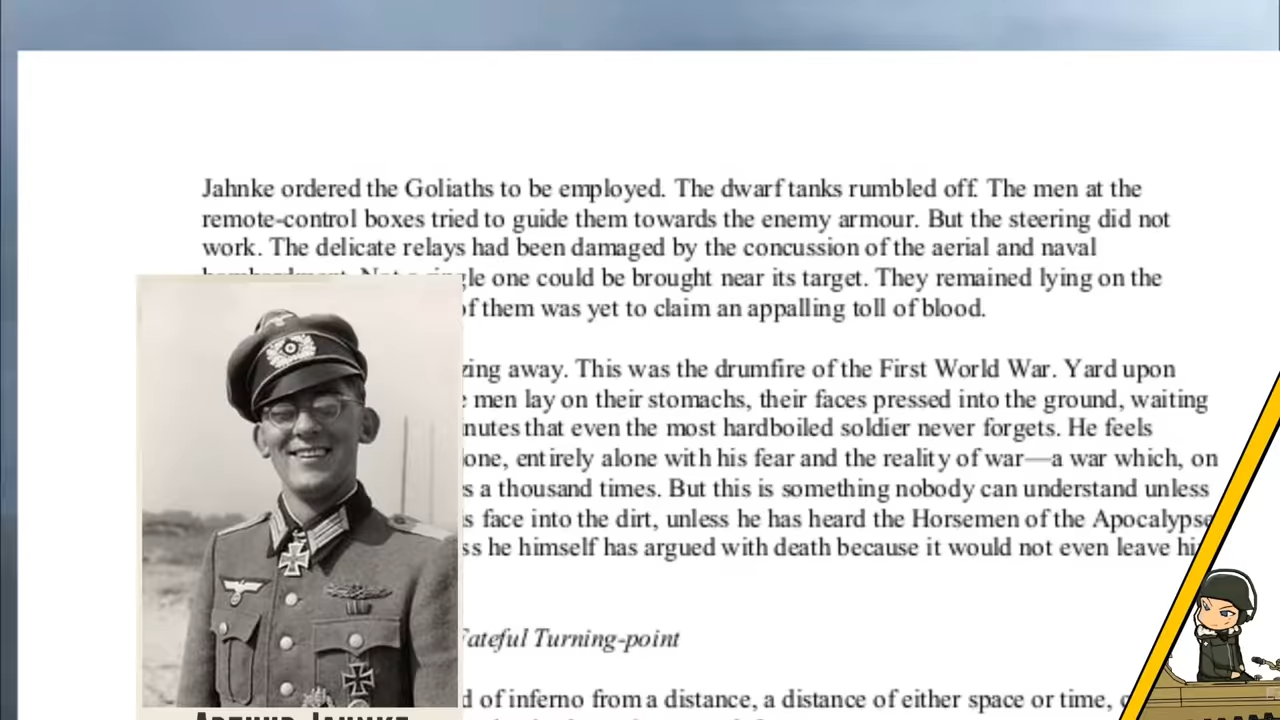 Jahnke ordered the Goliaths to be employed. The dwarf tanks rumbled off. The men at the
remote-control boxes tried to guide them towards the enemy armour. But the steering did not
work. The delicate relays had been damaged by the concussion of the aerial and naval
bombardment. Not a single one could be brought near its target. They remained lying on the
of them was yet to claim an appalling toll of blood.
zing away. This was the drumfire of the First World War. Yard upon
men lay on their stomachs, their faces pressed into the ground, waiting
nutes that even the most hardboiled soldier never forgets. He feels
one, entirely alone with his fear and the reality of war—a war which, on
s a thousand times. But this is something nobody can understand unless
s face into the dirt, unless he has heard the Horsemen of the Apocalypse
ss he himself has argued with death because it would not even leave hi
Fateful Turning-point
d of inferno from a distance, a distance of either space or time,
ARTHUR JAHNKE